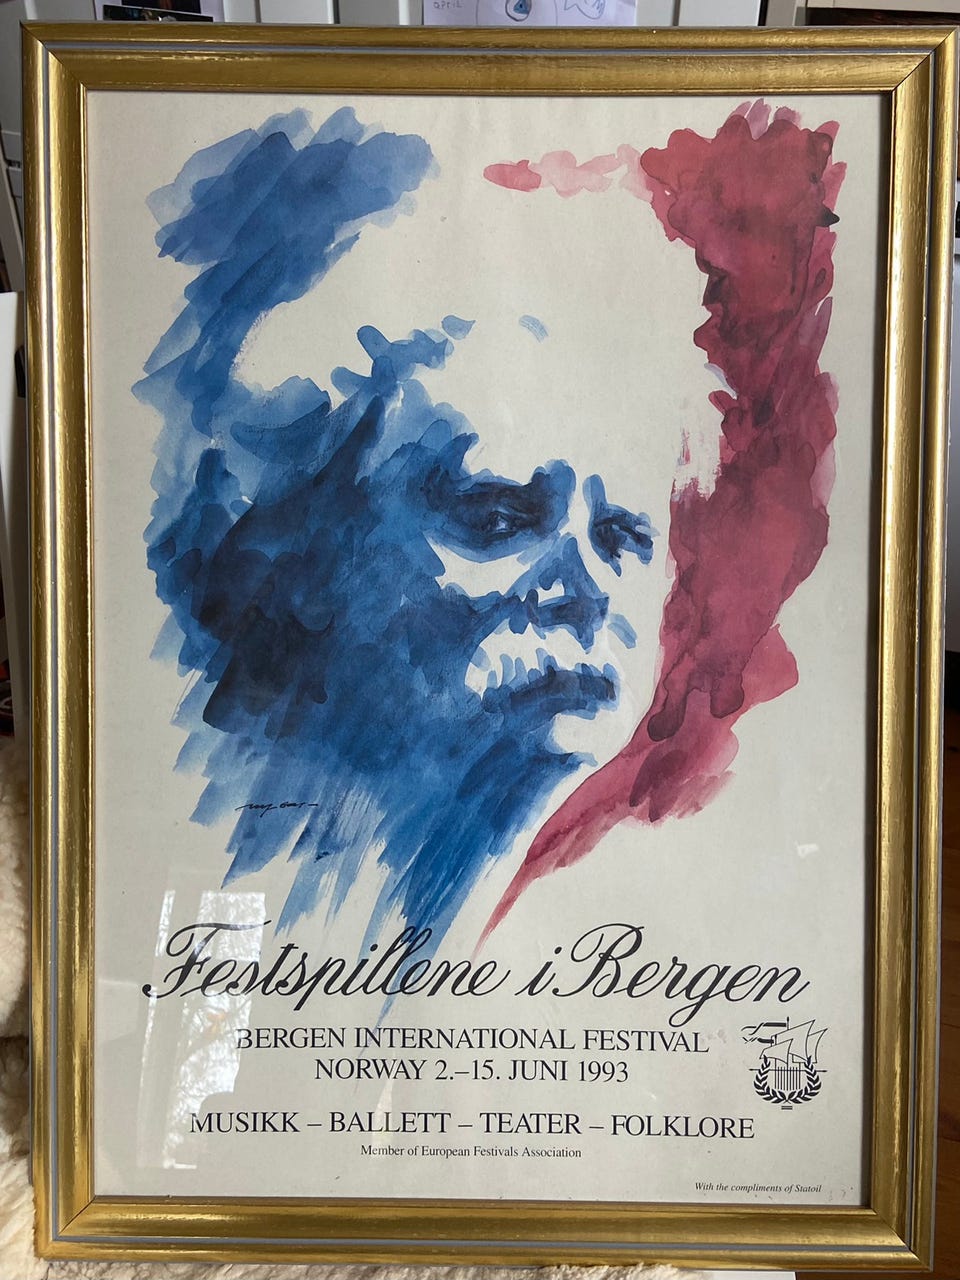 APRIL
Festspillene i Bergen
BERGEN INTERNATIONAL FESTIVAL
NORWAY 2.–15. JUNI 1993
MUSIKK – BALLETT – TEATER – FOLKLORE
Member of European Festivals Association
With the compliments of Statoil